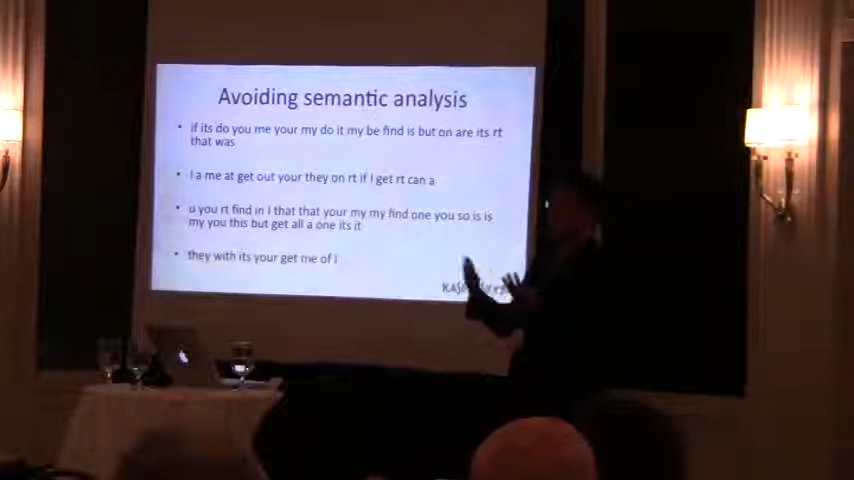 Avoiding semantic analysis
• if its do you me your my do it my be find is but on are its rt
that was
• I a me at get out your they on rt if I get rt can a
• u you rt find in I that that your my my find one you so is is
my you this but get all a one its it
• they with its your get me of I